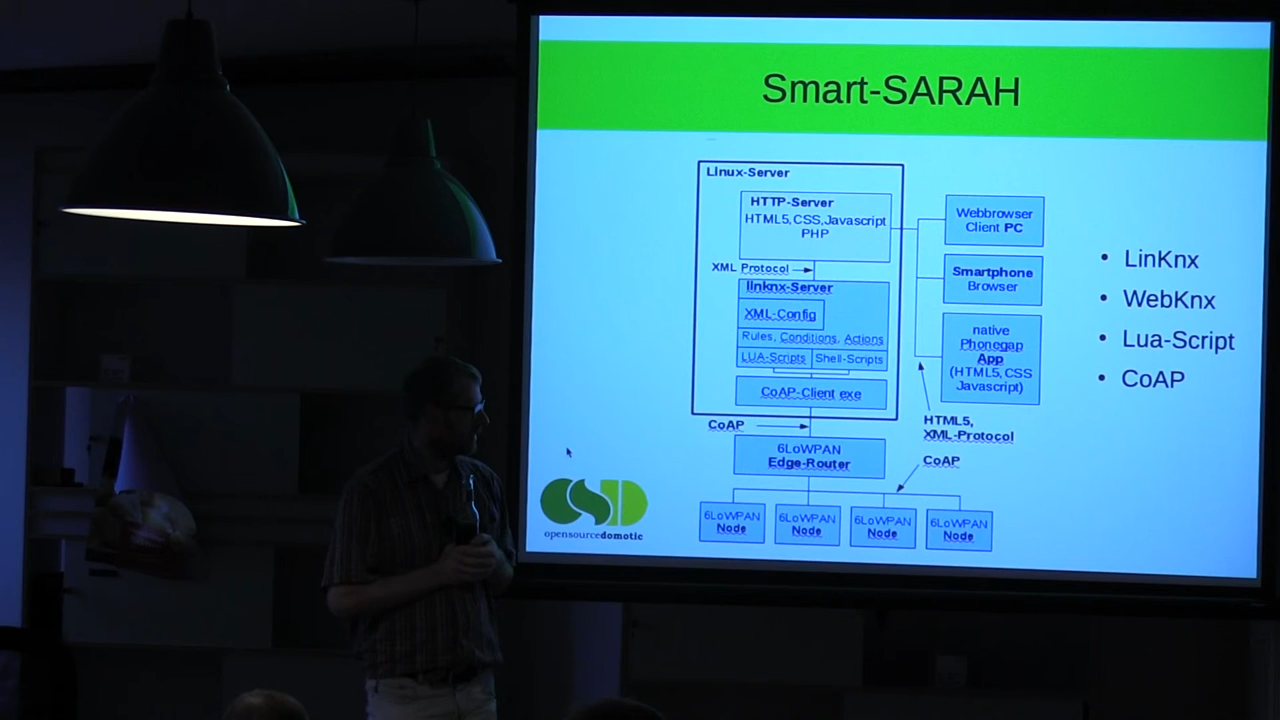 Smart-SARAH
Linux-Server
HTTP-Server
HTML5,CSS,Javascript
PHP
XML Protocol
linknx-Server
XML-Config
Rules, Conditions, Actions
LUA-Scripts
Shell-Scripts
CoAP-Client exe
CoAP
6LoWPAN
Edge-Router
6LoWPAN
Node
6LoWPAN
Node
6LoWPAN
Node
6LoWPAN
Node
Webbrowser
Client PC
Smartphone
Browser
native
Phonegap
App
(HTML5,CSS
Javascript)
HTML5,
XML-Protocol
CoAP
• LinKnx
• WebKnx
• Lua-Script
• CoAP
OSD
opensourcedomotic